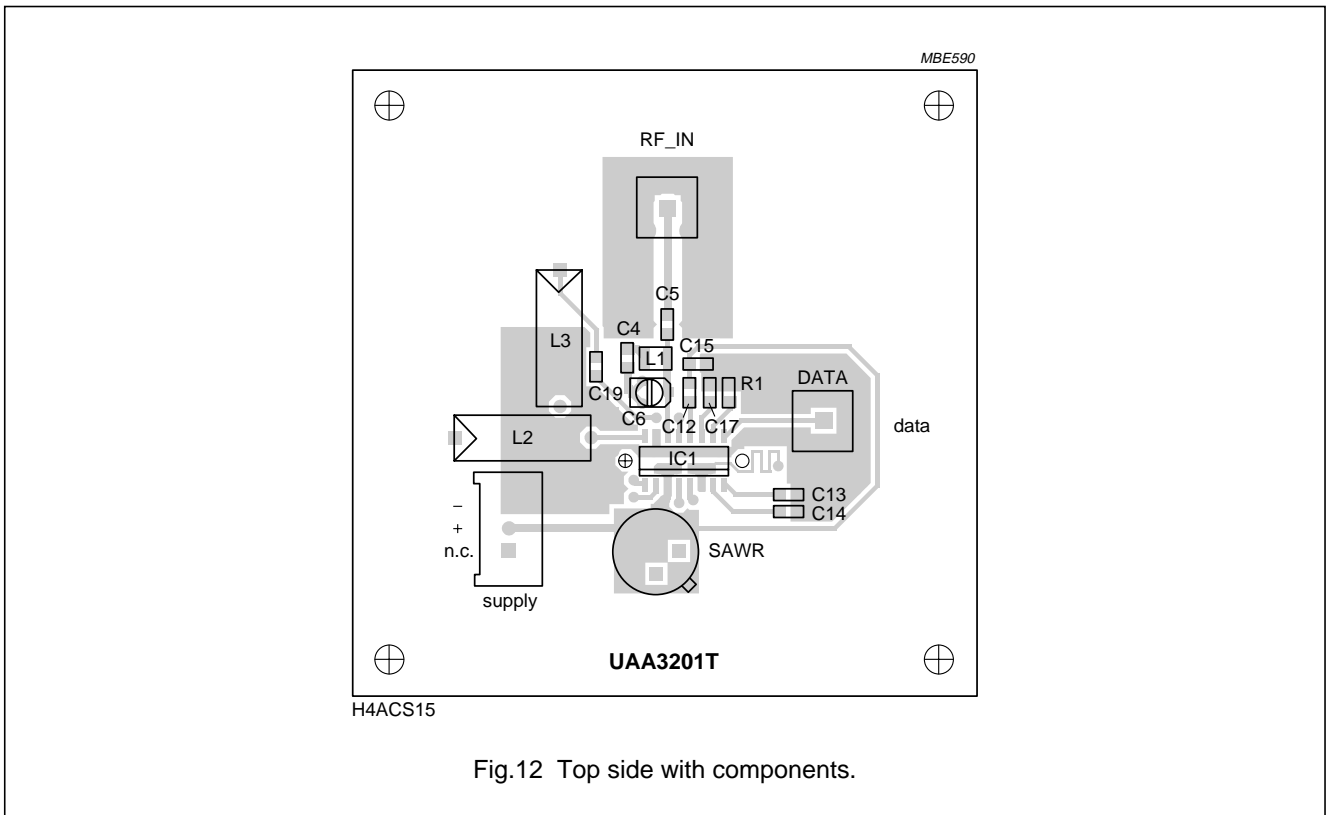 MBE590
RF_IN
C5
C4
L3
L1
C15
C19
R1
DATA
C6
C12
C17
data
L2
IC1
C13
C14
–
+
n.c.
SAWR
supply
UAA3201T
H4ACS15
Fig.12 Top side with components.